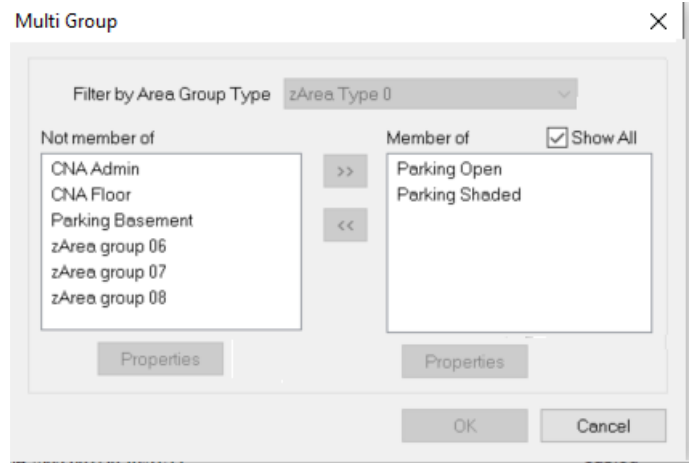 Multi Group
Filter by Area Group Type zArea Type 0
Not member of
CNA Admin
CNA Floor
Parking Basement
zArea group 06
zArea group 07
zArea group 08
>>
<<
Member of
Show All
Parking Open
Parking Shaded
Properties
Properties
OK
Cancel